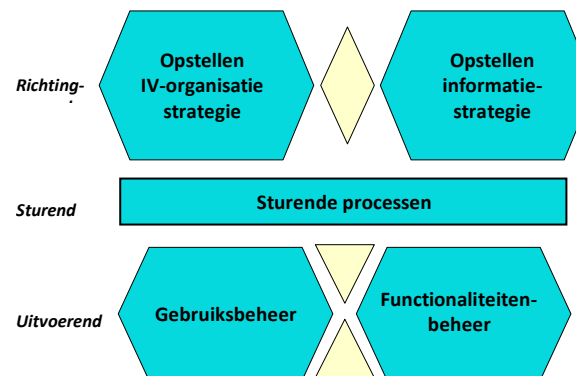 Opstellen
IV-organisatie
strategie
Opstellen
informatie-
strategie
Richting-
Sturend
Sturende processen
Uitvoerend
Gebruiksbeheer
Functionaliteiten-
beheer